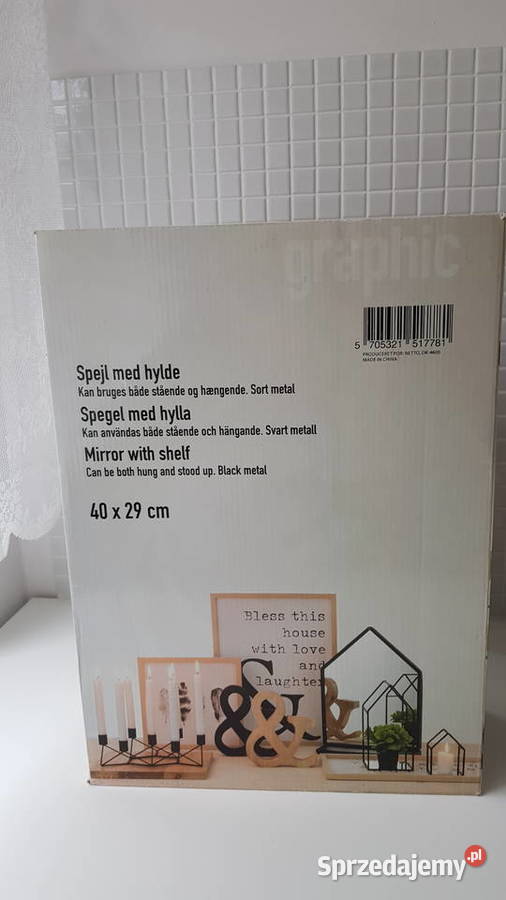 graphic
5 705321 517781
PRODUCERET FOR: NETTO, DK-4600
MADE IN CHINA
Spejl med hylde
Kan bruges både stående og hængende. Sort metal
Spegel med hylla
Kan användas både stående och hängande. Svart metall
Mirror with shelf
Can be both hung and stood up. Black metal
40 x 29 cm
Bless this
house
with love
and
laughter
S
& & &
Sprzedajemy.pl